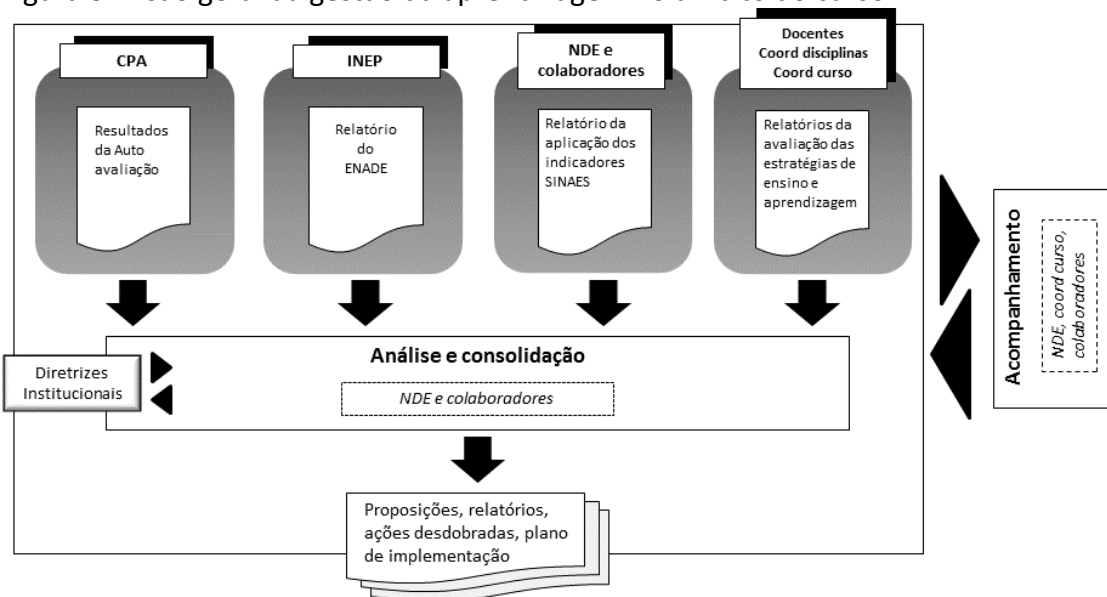 CPA
Resultados
da Auto
avaliação
INEP
Relatório
do
ENADE
NDE e
colaboradores
Relatório da
aplicação dos
indicadores
SINAES
Docentes
Coord disciplinas
Coord curso
Relatórios da
avaliação das
estratégias de
ensino e
aprendizagem
Análise e consolidação
NDE e colaboradores
Diretrizes
Institucionais
Proposições, relatórios,
ações desdobradas, plano
de implementação
Acompanhamento
NDE, coord curso,
colaboradores